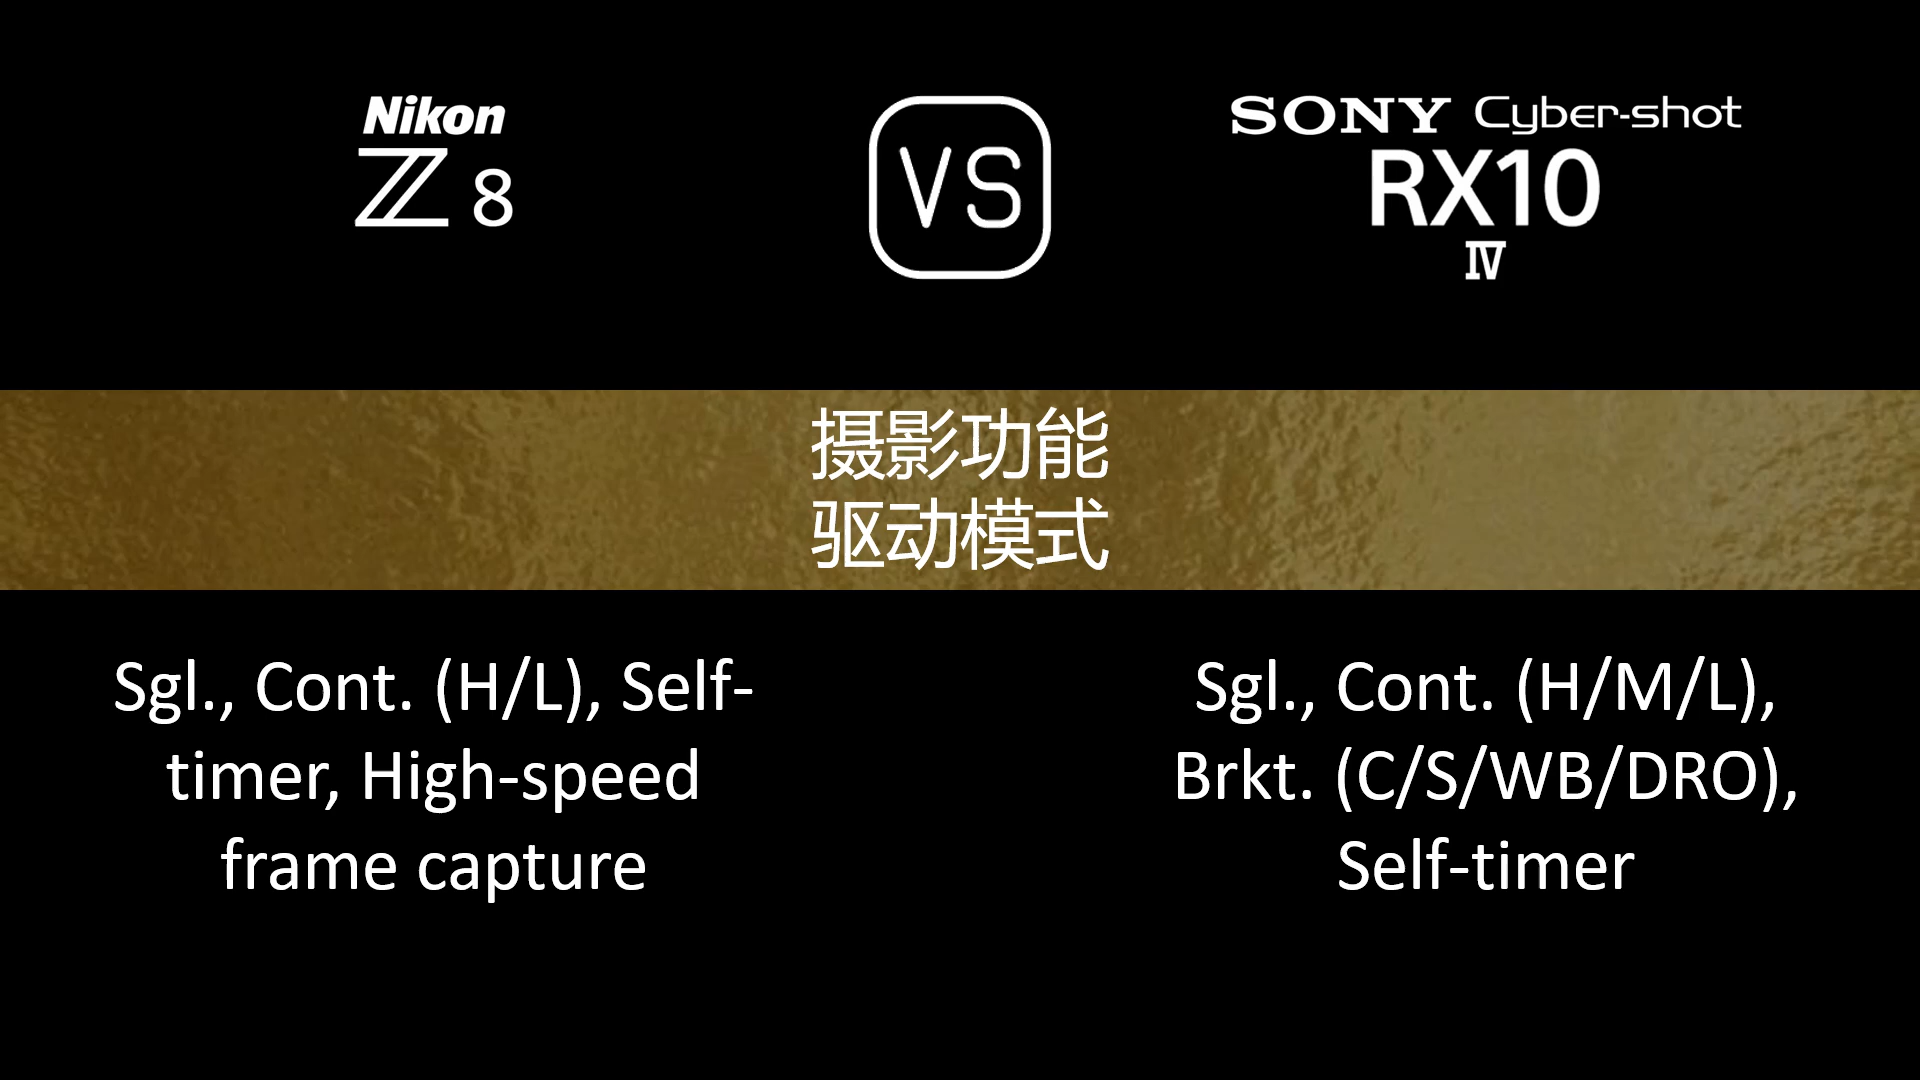 Nikon
Z 8
VS
SONY Cyber-shot
RX10
IV
摄影功能
驱动模式
Sgl., Cont. (H/L), Self-
timer, High-speed
frame capture
Sgl., Cont. (H/M/L),
Brkt. (C/S/WB/DRO),
Self-timer